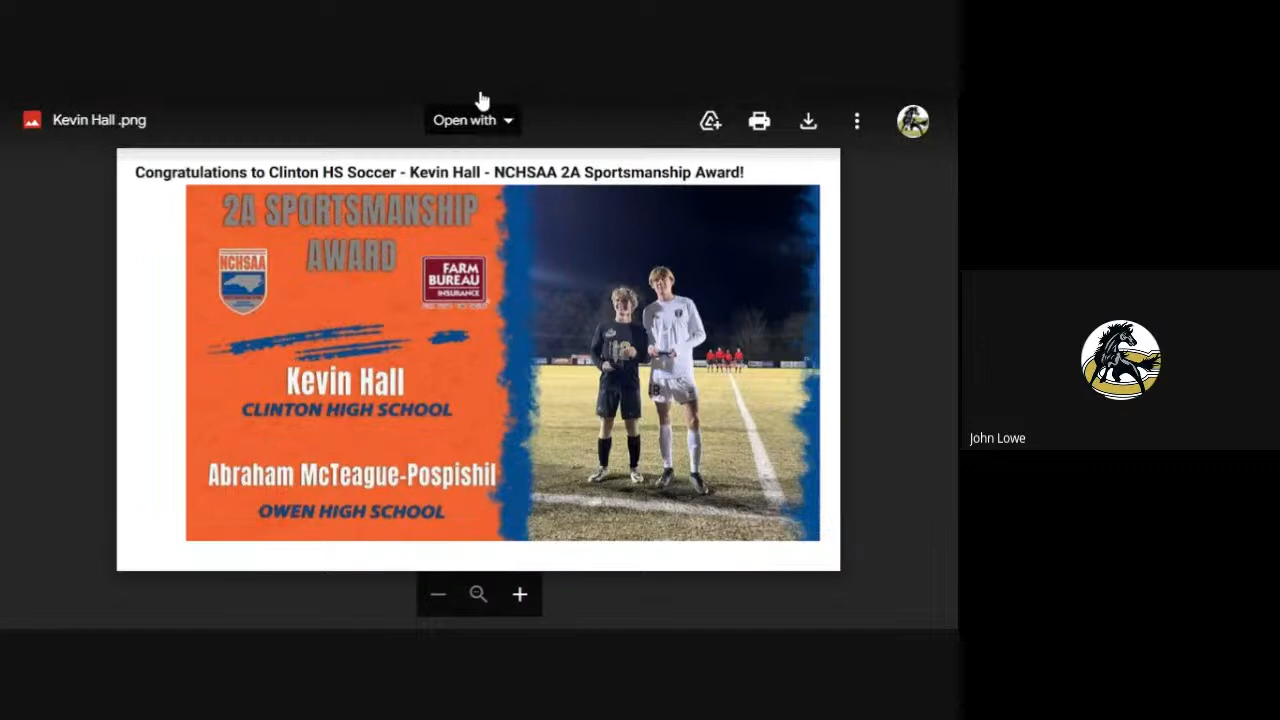 Kevin Hall .png
Open with
Congratulations to Clinton HS Soccer - Kevin Hall - NCHSAA 2A Sportsmanship Award!
2A SPORTSMANSHIP
AWARD
NCHSAA
FARM
BUREAU
INSURANCE
Kevin Hall
CLINTON HIGH SCHOOL
Abraham McTeague-Pospishil
OWEN HIGH SCHOOL
John Lowe